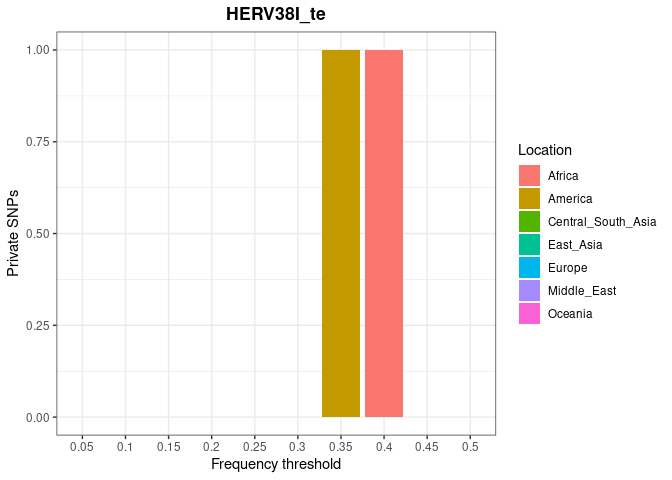 HERV38I_te
Private SNPs
1.00
0.75
0.50
0.25
0.00
0.05 0.1 0.15 0.2 0.25 0.3 0.35 0.4 0.45 0.5
Frequency threshold
Location
Africa
America
Central_South_Asia
East_Asia
Europe
Middle_East
Oceania